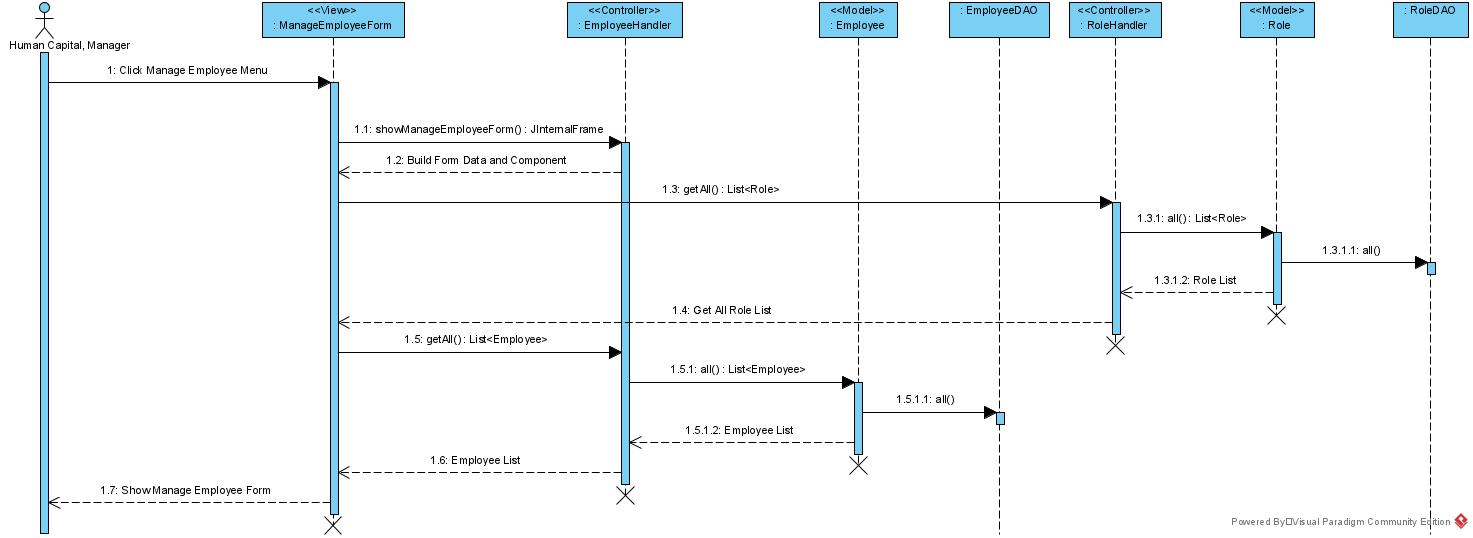 <<View>>
: ManageEmployeeForm
<<Controller>>
: EmployeeHandler
<<Model>>
: Employee
: EmployeeDAO
<<Controller>>
: RoleHandler
<<Model>>
: Role
: RoleDAO
Human Capital, Manager
1: Click Manage Employee Menu
1.1: showManageEmployeeForm() : JInternalFrame
1.2: Build Form Data and Component
1.3: getAll() : List<Role>
1.3.1: all() : List<Role>
1.3.1.1: all()
1.3.1.2: Role List
1.4: Get All Role List
1.5: getAll() : List<Employee>
1.5.1: all() : List<Employee>
1.5.1.1: all()
1.5.1.2: Employee List
1.6: Employee List
1.7: Show Manage Employee Form
Powered By□Visual Paradigm Community Edition